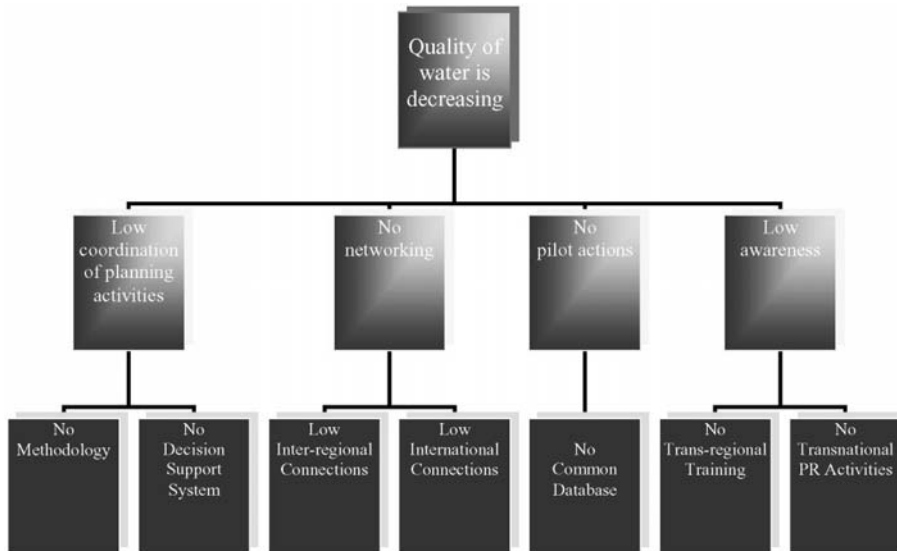 Quality of
water is
decreasing
Low
coordination
of planning
activities
No
networking
No
pilot actions
Low
awareness
No
Methodology
No
Decision
Support
System
Low
Inter-regional
Connections
Low
International
Connections
No
Common
Database
No
Trans-regional
Training
No
Transnational
PR Activities